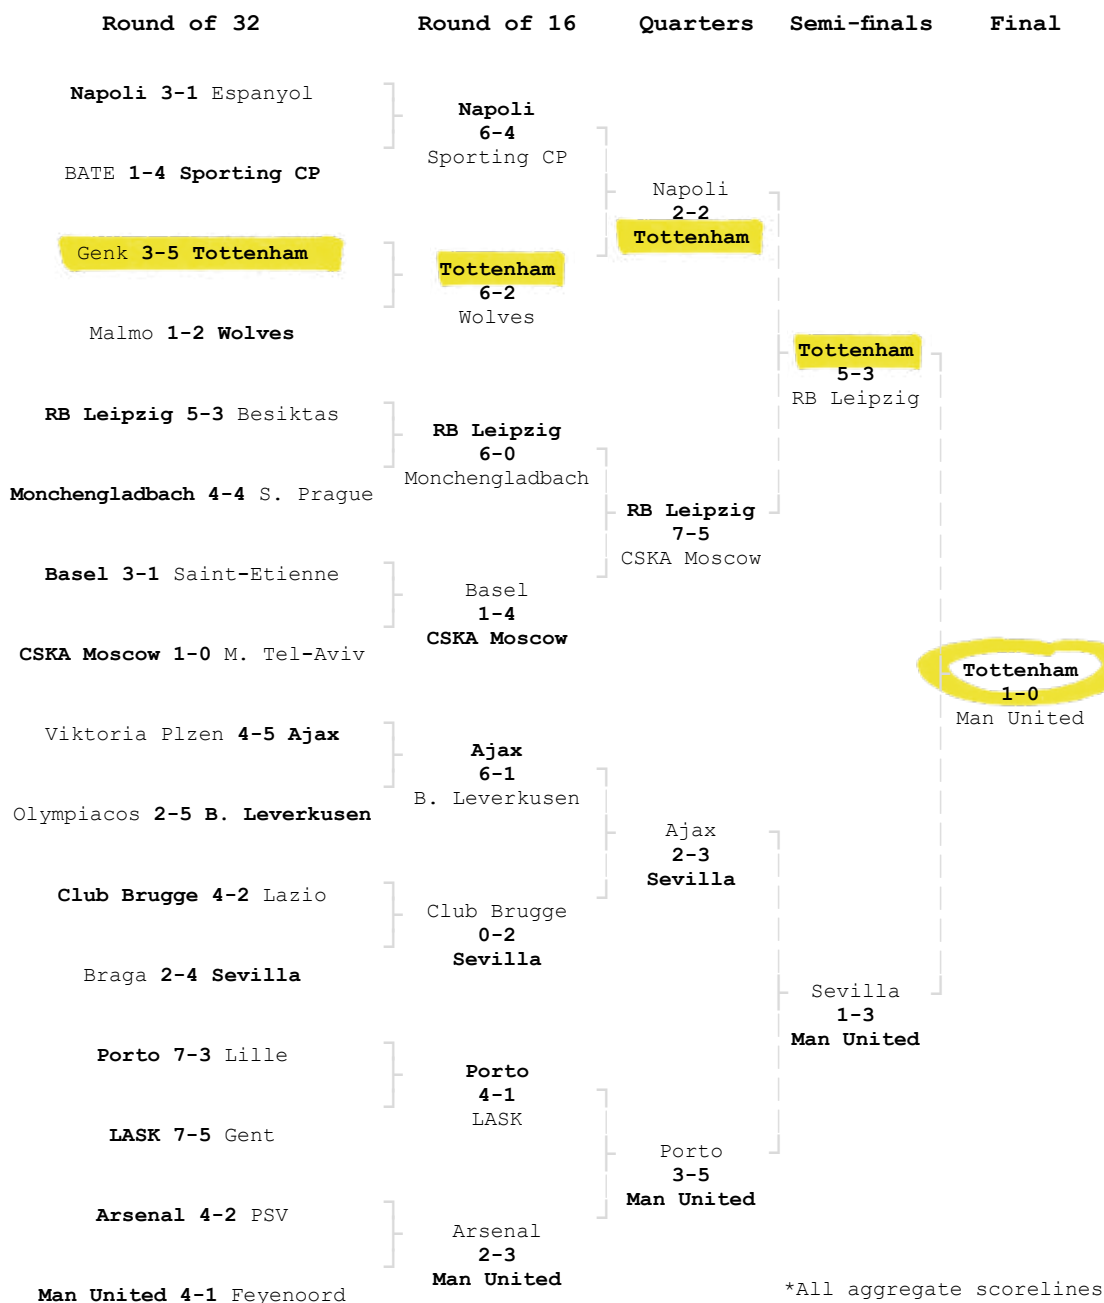 Round of 32
Round of 16
Quarters
Semi-finals
Final
Napoli 3-1 Espanyol
BATE 1-4 Sporting CP
Genk 3-5 Tottenham
Malmo 1-2 Wolves
RB Leipzig 5-3 Besiktas
Monchengladbach 4-4 S. Prague
Basel 3-1 Saint-Etienne
CSKA Moscow 1-0 M. Tel-Aviv
Viktoria Plzen 4-5 Ajax
Olympiacos 2-5 B. Leverkusen
Club Brugge 4-2 Lazio
Braga 2-4 Sevilla
Porto 7-3 Lille
LASK 7-5 Gent
Arsenal 4-2 PSV
Man United 4-1 Feyenoord
Napoli
6-4
Sporting CP
Tottenham
6-2
Wolves
RB Leipzig
6-0
Monchengladbach
Basel
1-4
CSKA Moscow
Ajax
6-1
B. Leverkusen
Club Brugge
0-2
Sevilla
Porto
4-1
LASK
Arsenal
2-3
Man United
Napoli
2-2
Tottenham
RB Leipzig
7-5
CSKA Moscow
Ajax
2-3
Sevilla
Porto
3-5
Man United
Tottenham
5-3
RB Leipzig
Sevilla
1-3
Man United
Tottenham
1-0
Man United
*All aggregate scorelines